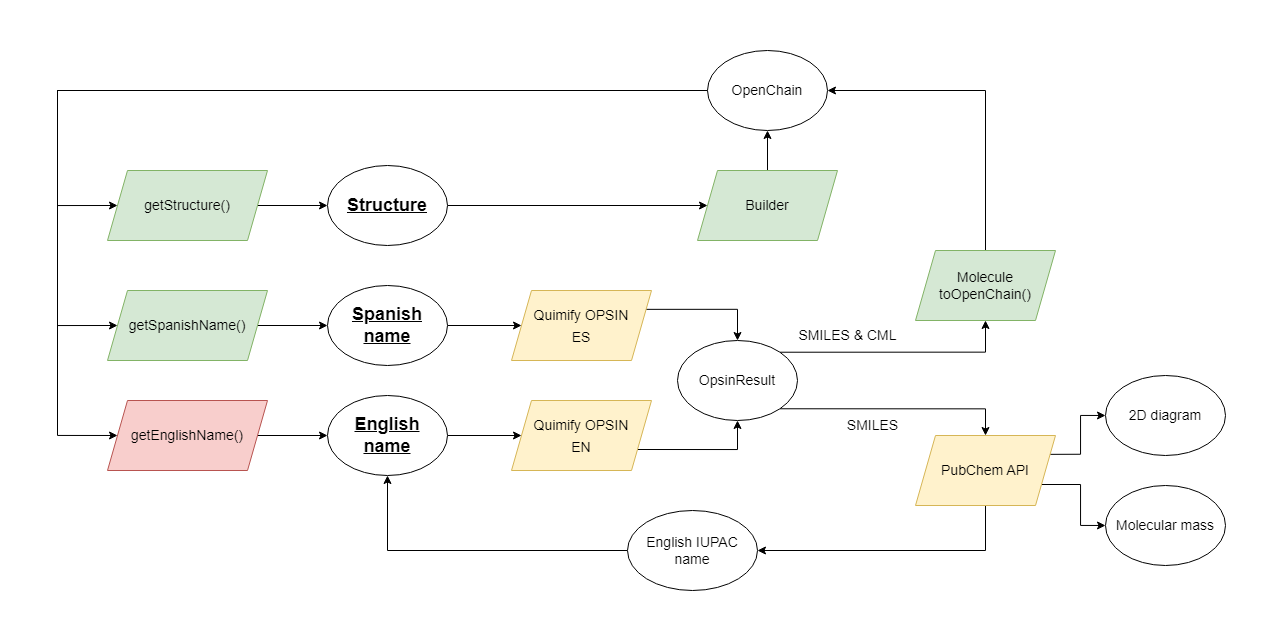 OpenChain
getStructure()
Structure
Builder
Molecule
toOpenChain()
getSpanishName()
Spanish
name
Quimify OPSIN
ES
SMILES & CML
OpsinResult
2D diagram
getEnglishName()
English
name
Quimify OPSIN
EN
SMILES
PubChem API
Molecular mass
English IUPAC
name